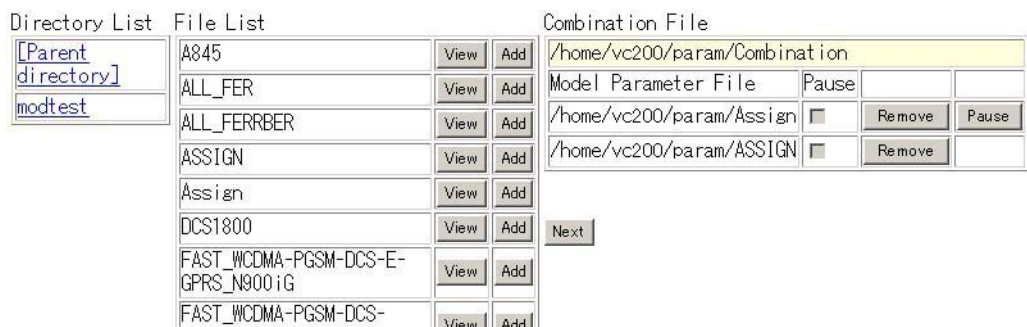 Directory List File List Combination File
[Parent directory]
modtest
A845 View Add
ALL_FER View Add
ALL_FERRBER View Add
ASSIGN View Add
Assign View Add
DCS1800 View Add
FAST_WCDMA-PGSM-DCS-E-
GPRS_N900iG View Add
FAST_WCDMA-PGSM-DCS- View Add
/home/vc200/param/Combination
Model Parameter File Pause
/home/vc200/param/Assign Remove Pause
/home/vc200/param/ASSIGN Remove
Next